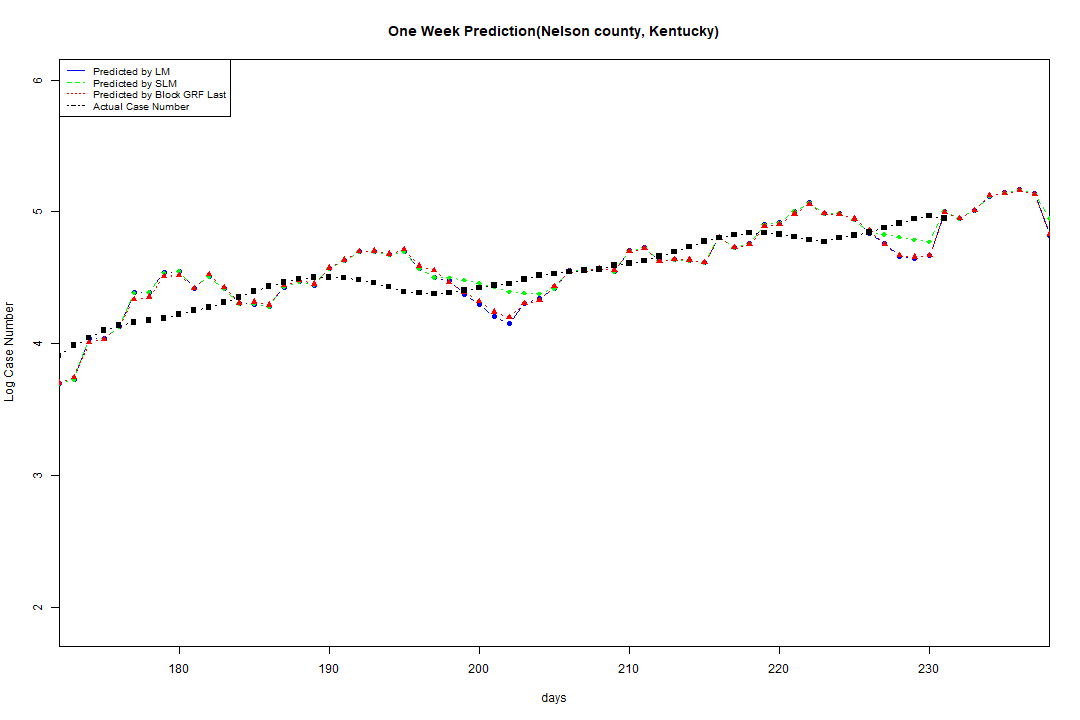 One Week Prediction(Nelson county, Kentucky)
Predicted by LM
Predicted by SLM
Predicted by Block GRF Last
Actual Case Number
6
5
4
3
2
Log Case Number
180 190 200 210 220 230
days